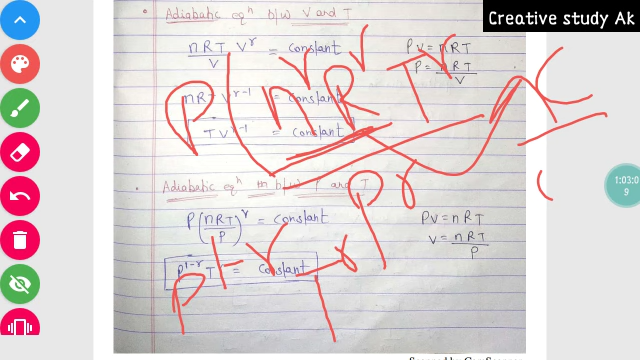 Creative study Ak
Adiabatic eqⁿ b/w V and T
nRT/V V^γ = constant
PV = nRT
P = nRT/V
nRT V^γ-1 = constant
TV^γ-1 = constant
Adiabatic eqⁿ b/w P and T
P(nRT/P)^γ = constant
PV = nRT
V = nRT/P
P^1-γ T = constant
P(n^γ R^γ T^γ
P^γ
P^1-γ T^γ
1:03:0
9